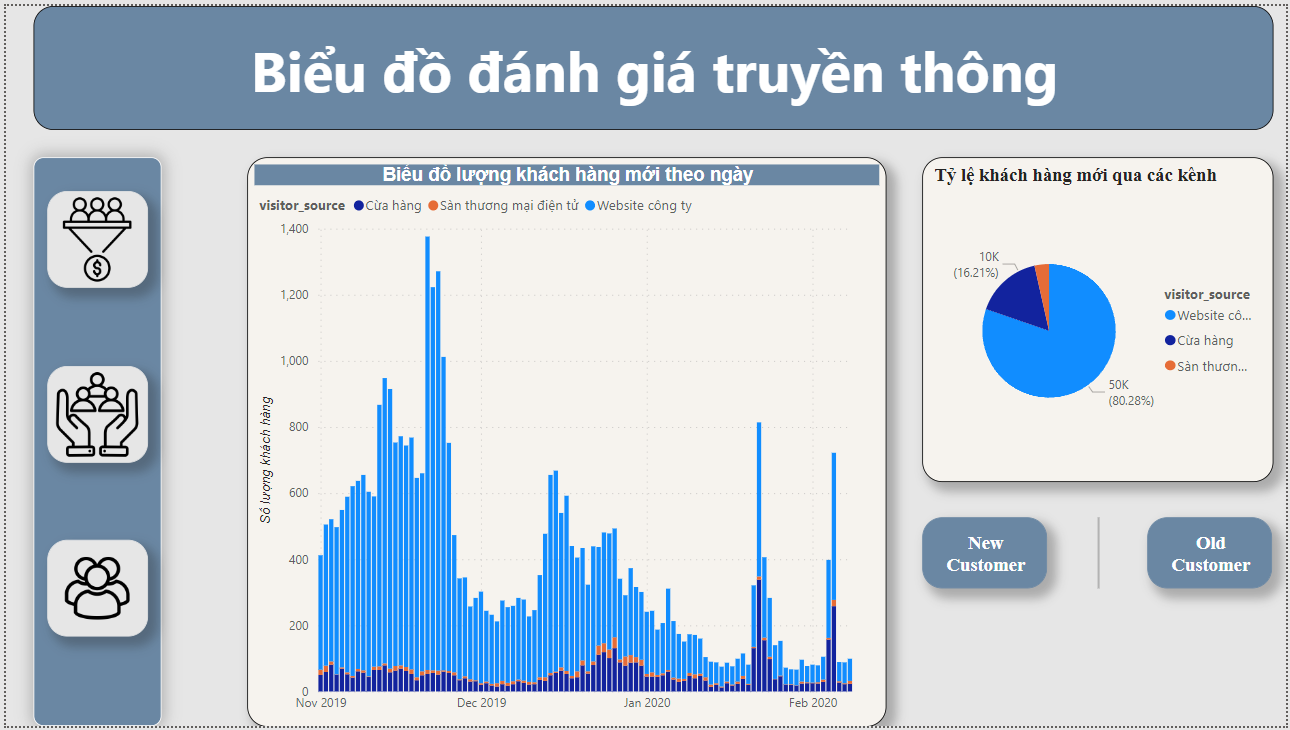 Biểu đồ đánh giá truyền thông
Biểu đồ lượng khách hàng mới theo ngày
visitor_source Cửa hàng Sàn thương mại điện tử Website công ty
1,400
1,200
1,000
800
600
400
200
0
Số lượng khách hàng
Nov 2019 Dec 2019 Jan 2020 Feb 2020
Tỷ lệ khách hàng mới qua các kênh
10K
(16.21%)
50K
(80.28%)
visitor_source
Website cô...
Cửa hàng
Sàn thươn...
$
New
Customer
Old
Customer